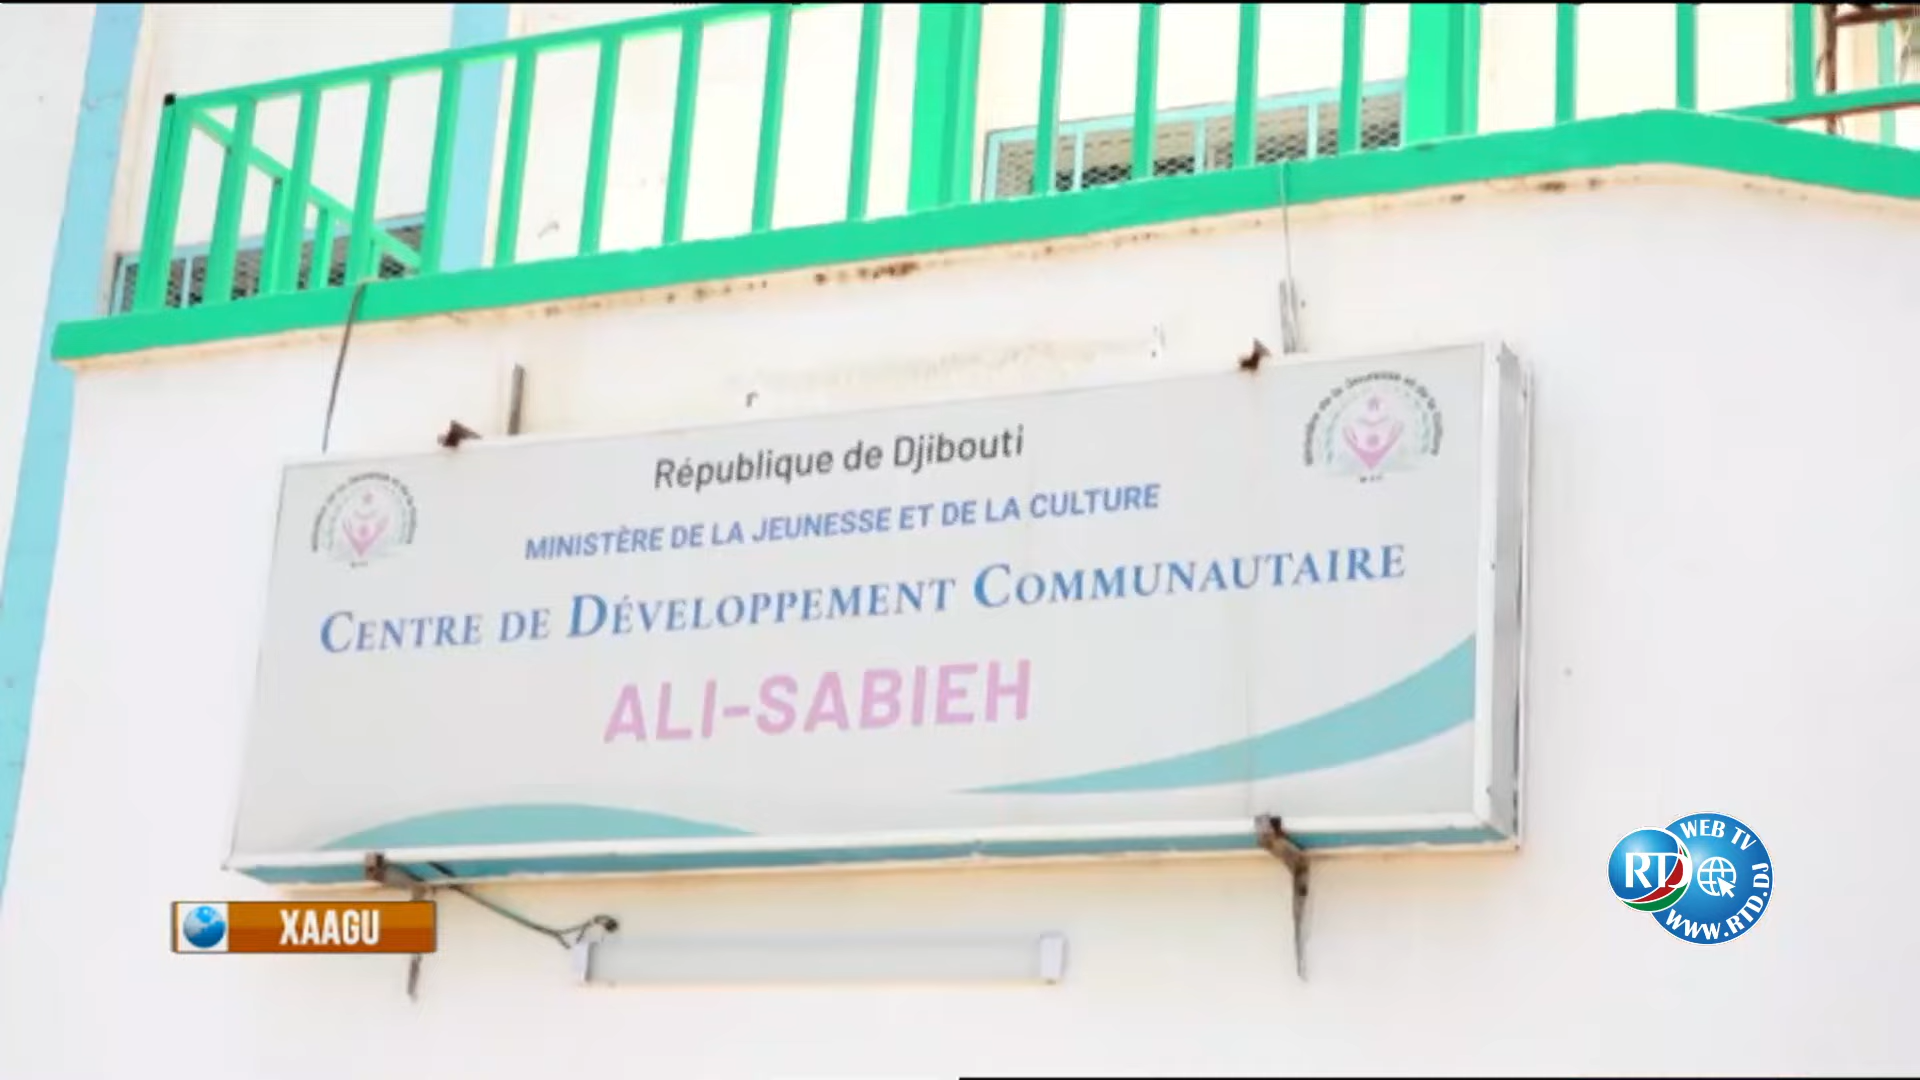 République de Djibouti
MINISTÈRE DE LA JEUNESSE ET DE LA CULTURE
CENTRE DE DÉVELOPPEMENT COMMUNAUTAIRE
ALI-SABIEH
XAAGU
WEB TV
RTD
WWW.RTD.DJ